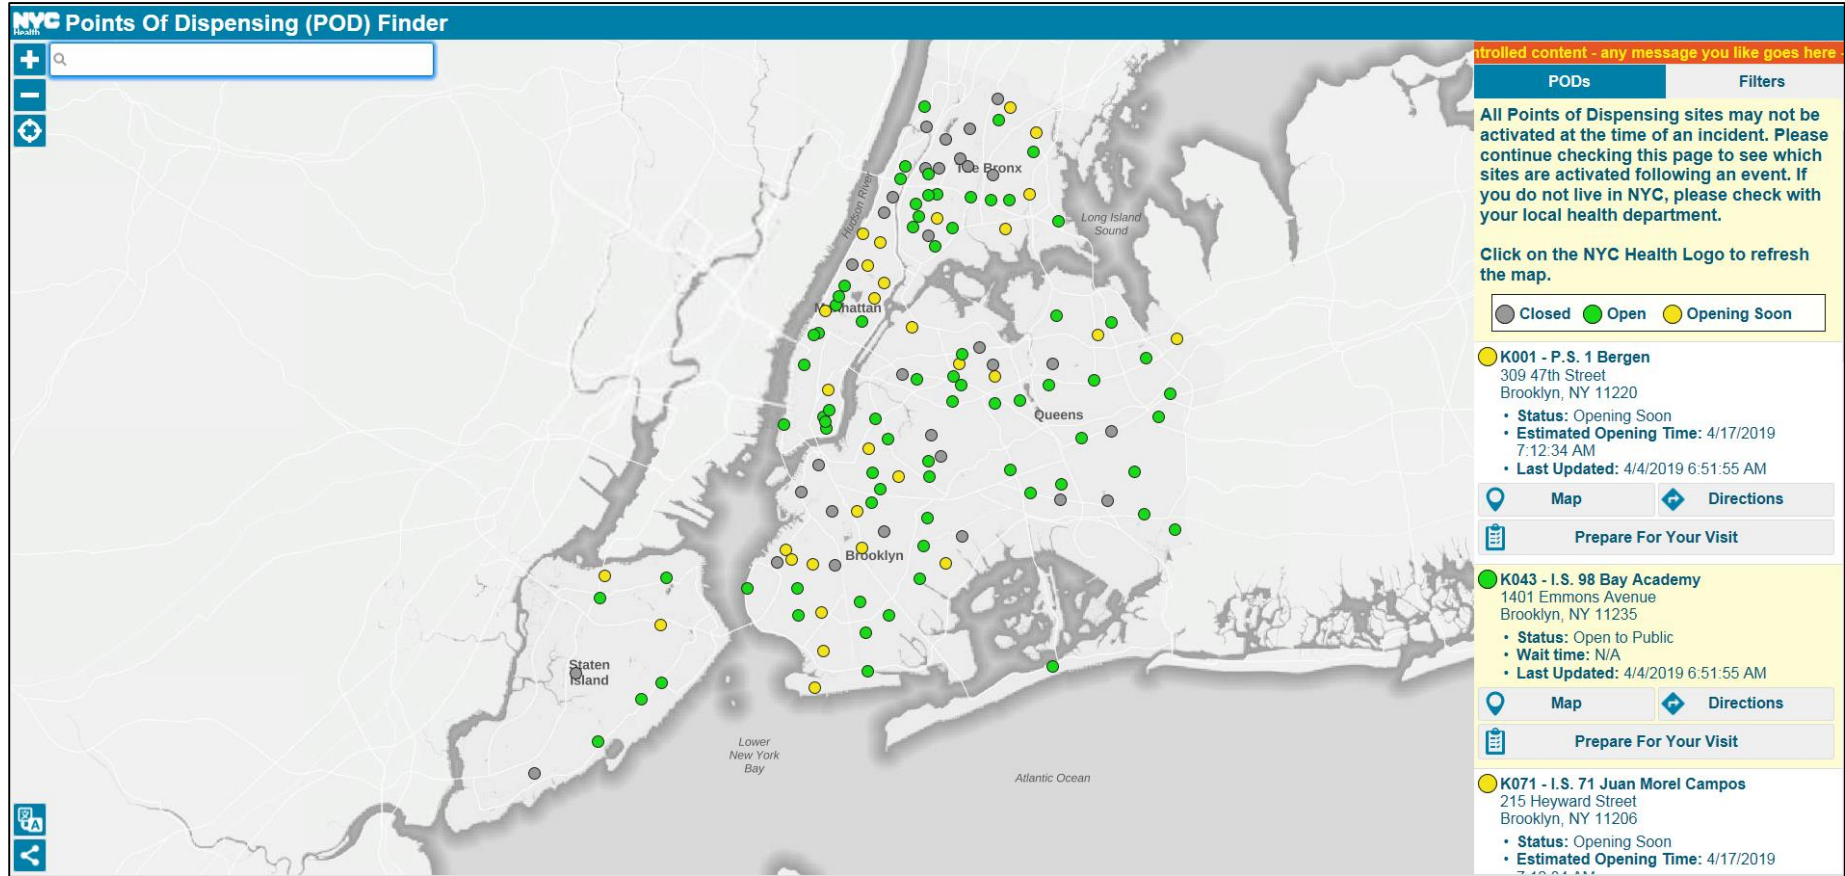 NYC Health Points Of Dispensing (POD) Finder
ntrolled content - any message you like goes here -
PODs
Filters
All Points of Dispensing sites may not be
activated at the time of an incident. Please
continue checking this page to see which
sites are activated following an event. If
you do not live in NYC, please check with
your local health department.
Click on the NYC Health Logo to refresh
the map.
Closed Open Opening Soon
K001 - P.S. 1 Bergen
309 47th Street
Brooklyn, NY 11220
• Status: Opening Soon
• Estimated Opening Time: 4/17/2019
7:12:34 AM
• Last Updated: 4/4/2019 6:51:55 AM
Map
Directions
Prepare For Your Visit
K043 - I.S. 98 Bay Academy
1401 Emmons Avenue
Brooklyn, NY 11235
• Status: Open to Public
• Wait time: N/A
• Last Updated: 4/4/2019 6:51:55 AM
Map
Directions
Prepare For Your Visit
K071 - I.S. 71 Juan Morel Campos
215 Heyward Street
Brooklyn, NY 11206
• Status: Opening Soon
• Estimated Opening Time: 4/17/2019
The Bronx
Hudson River
Long Island
Sound
Manhattan
Queens
Brooklyn
Staten
Island
Lower
New York
Bay
Atlantic Ocean